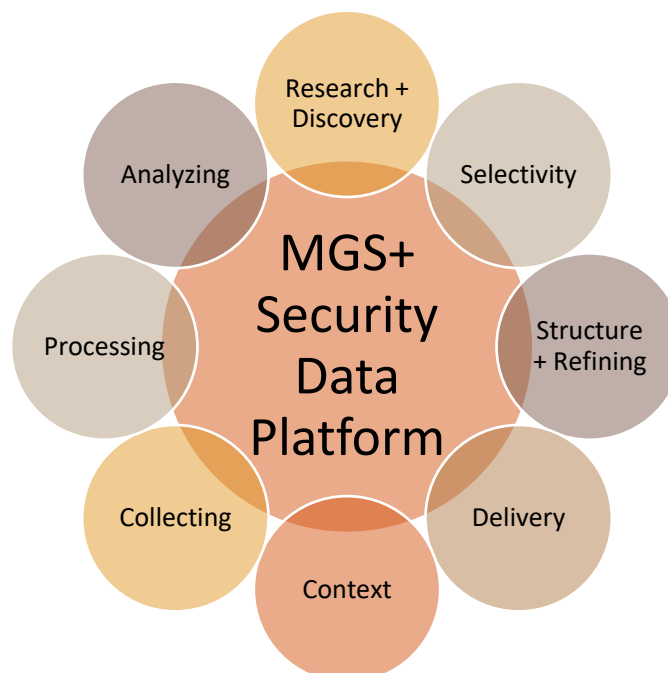 Research +
Discovery
Selectivity
Structure
+ Refining
Delivery
Context
Collecting
Processing
Analyzing
MGS+
Security
Data
Platform